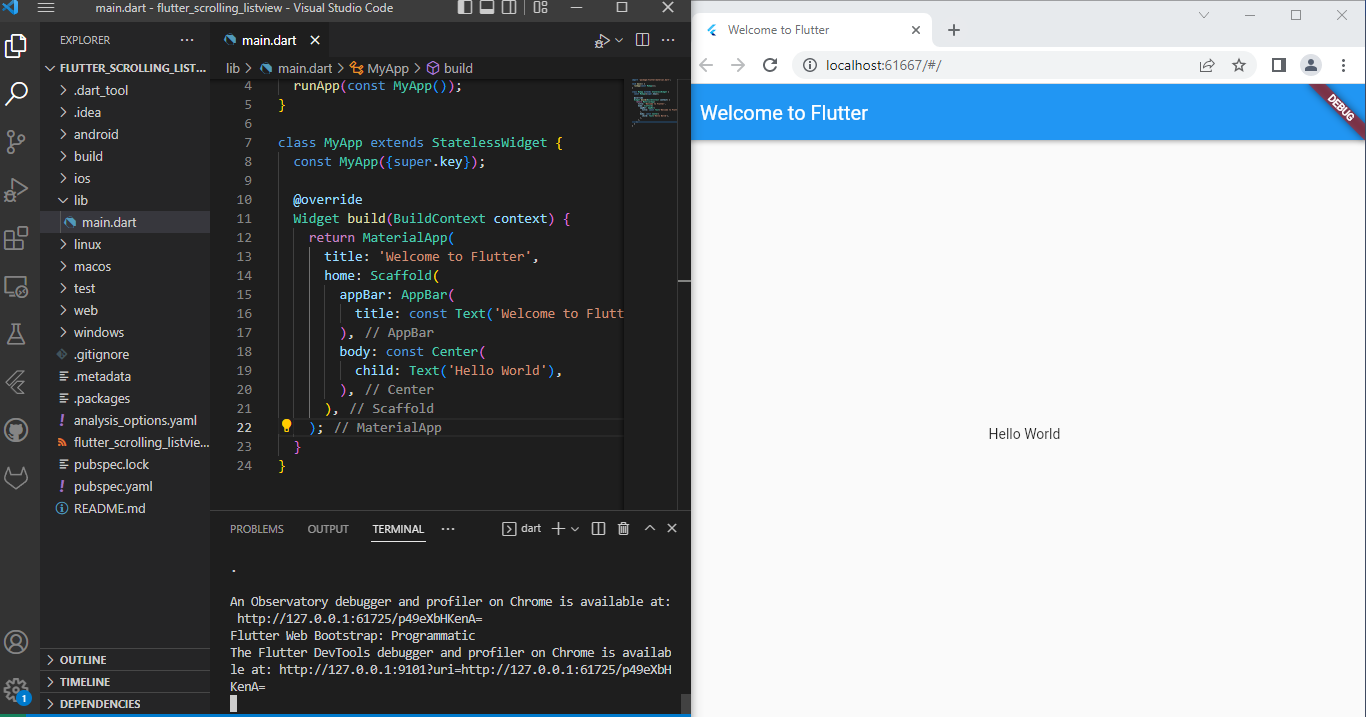 main.dart - flutter_scrolling_listview - Visual Studio Code
EXPLORER
FLUTTER_SCROLLING_LIST...
.dart_tool
.idea
android
build
ios
lib
main.dart
linux
macos
test
web
windows
.gitignore
.metadata
.packages
analysis_options.yaml
flutter_scrolling_listvie...
pubspec.lock
pubspec.yaml
README.md
OUTLINE
TIMELINE
DEPENDENCIES
1
main.dart
lib > main.dart > MyApp > build
4 runApp(const MyApp());
5 }
6
7 class MyApp extends StatelessWidget {
8 const MyApp({super.key});
9
10 @override
11 Widget build(BuildContext context) {
12 return MaterialApp(
13 title: 'Welcome to Flutter',
14 home: Scaffold(
15 appBar: AppBar(
16 title: const Text('Welcome to Flutt
17 ), // AppBar
18 body: const Center(
19 child: Text('Hello World'),
20 ), // Center
21 ), // Scaffold
22 ); // MaterialApp
23 }
24 }
PROBLEMS OUTPUT TERMINAL ... dart
.
An Observatory debugger and profiler on Chrome is available at:
http://127.0.0.1:61725/p49eXbHKenA=
Flutter Web Bootstrap: Programmatic
The Flutter DevTools debugger and profiler on Chrome is availab
le at: http://127.0.0.1:9101?uri=http://127.0.0.1:61725/p49eXbH
KenA=
Welcome to Flutter
localhost:61667/#/
Welcome to Flutter
DEBUG
Hello World